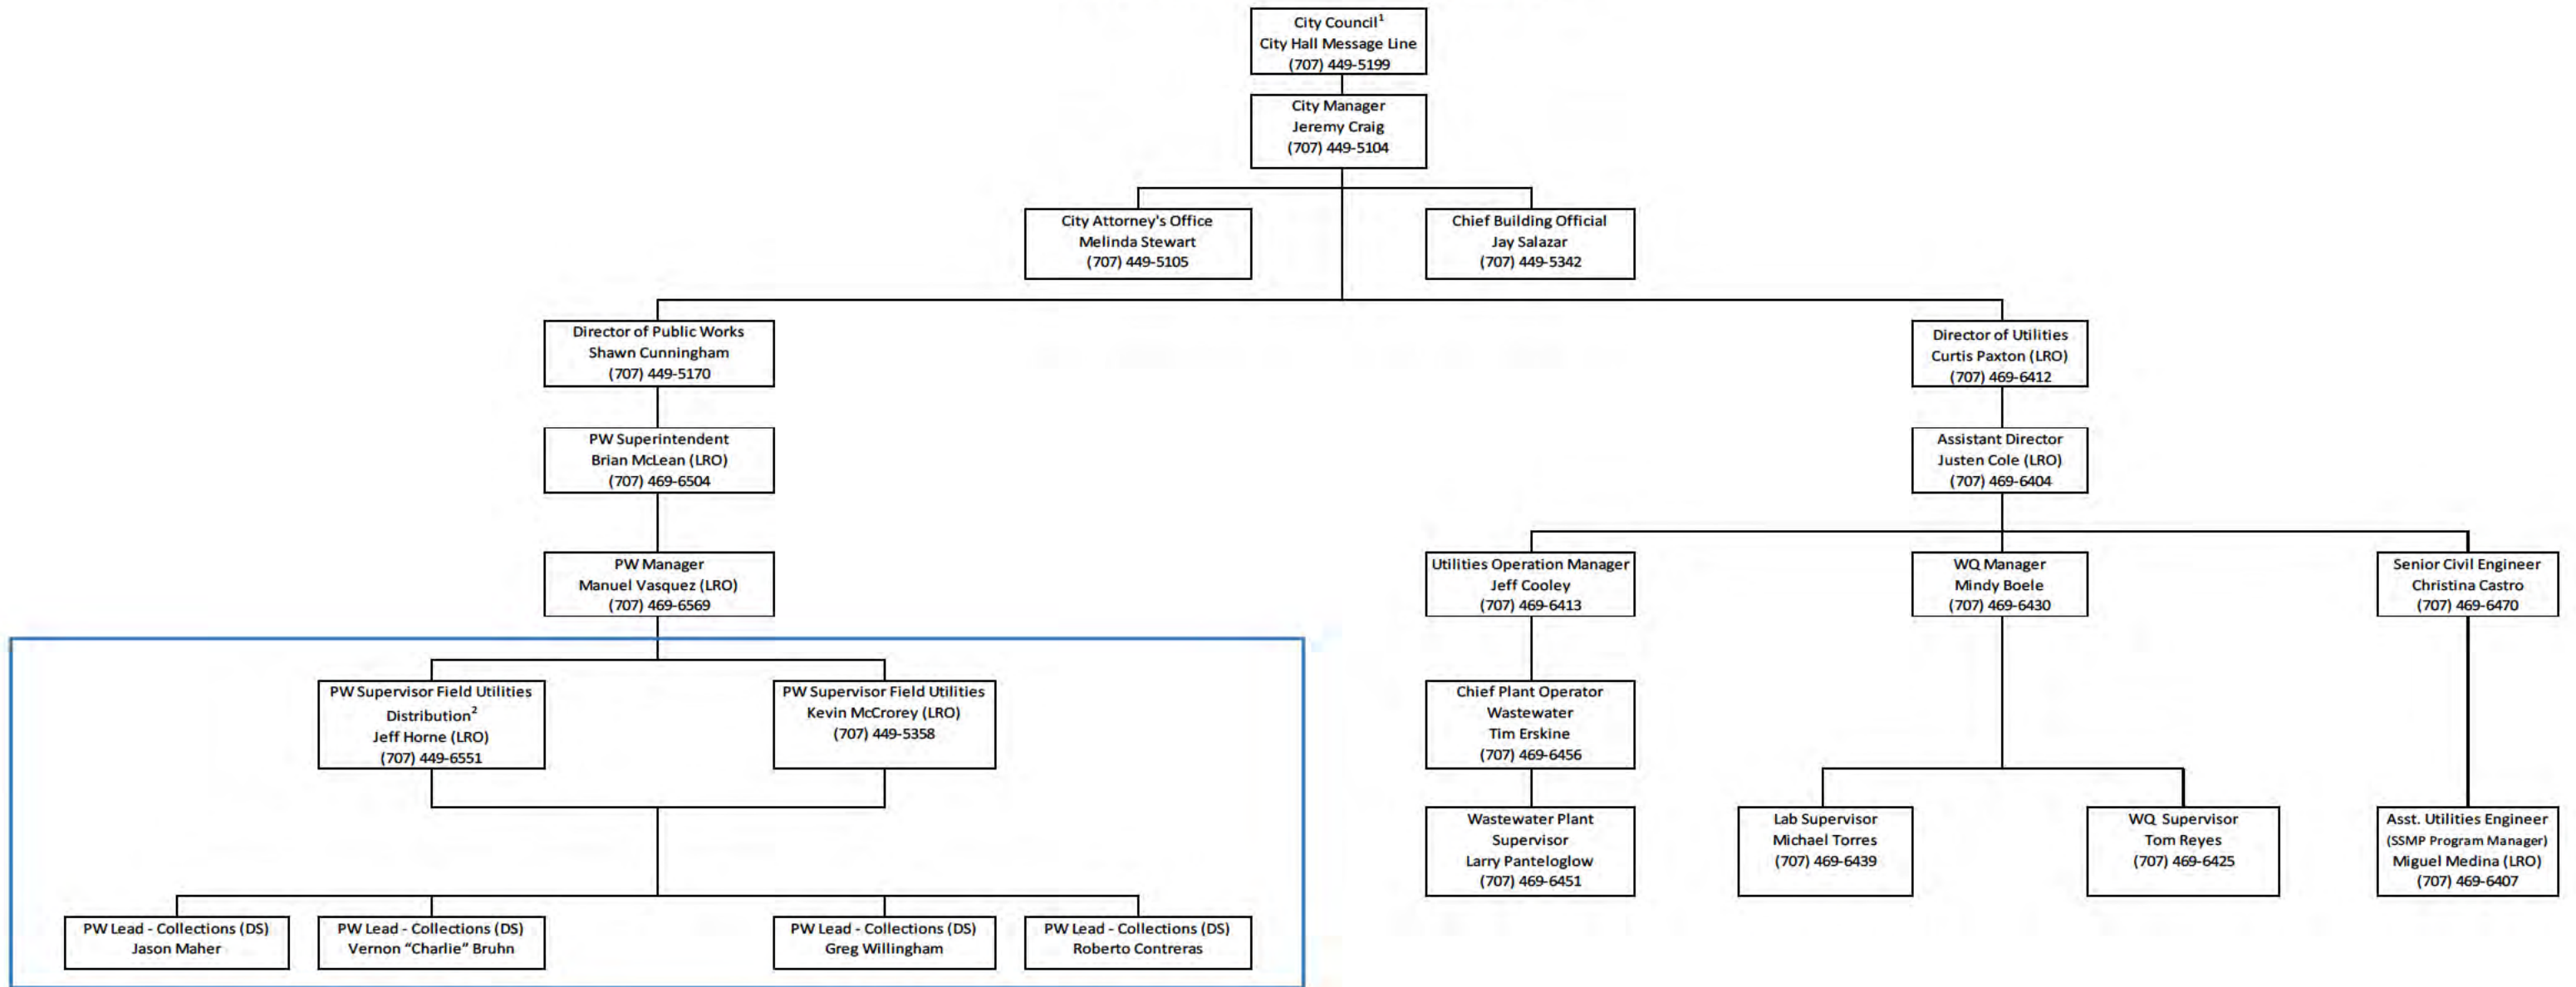 City Council¹
City Hall Message Line
(707) 449-5199
City Manager
Jeremy Craig
(707) 449-5104
City Attorney's Office
Melinda Stewart
(707) 449-5105
Chief Building Official
Jay Salazar
(707) 449-5342
Director of Public Works
Shawn Cunningham
(707) 449-5170
Director of Utilities
Curtis Paxton (LRO)
(707) 469-6412
PW Superintendent
Brian McLean (LRO)
(707) 469-6504
Assistant Director
Justen Cole (LRO)
(707) 469-6404
PW Manager
Manuel Vasquez (LRO)
(707) 469-6569
Utilities Operation Manager
Jeff Cooley
(707) 469-6413
WQ Manager
Mindy Boele
(707) 469-6430
Senior Civil Engineer
Christina Castro
(707) 469-6470
PW Supervisor Field Utilities
Distribution²
Jeff Horne (LRO)
(707) 449-6551
PW Supervisor Field Utilities
Kevin McCrorey (LRO)
(707) 449-5358
Chief Plant Operator
Wastewater
Tim Erskine
(707) 469-6456
Wastewater Plant
Supervisor
Larry Panteloglow
(707) 469-6451
Lab Supervisor
Michael Torres
(707) 469-6439
WQ Supervisor
Tom Reyes
(707) 469-6425
Asst. Utilities Engineer
(SSMP Program Manager)
Miguel Medina (LRO)
(707) 469-6407
PW Lead - Collections (DS)
Jason Maher
PW Lead - Collections (DS)
Vernon “Charlie” Bruhn
PW Lead - Collections (DS)
Greg Willingham
PW Lead - Collections (DS)
Roberto Contreras